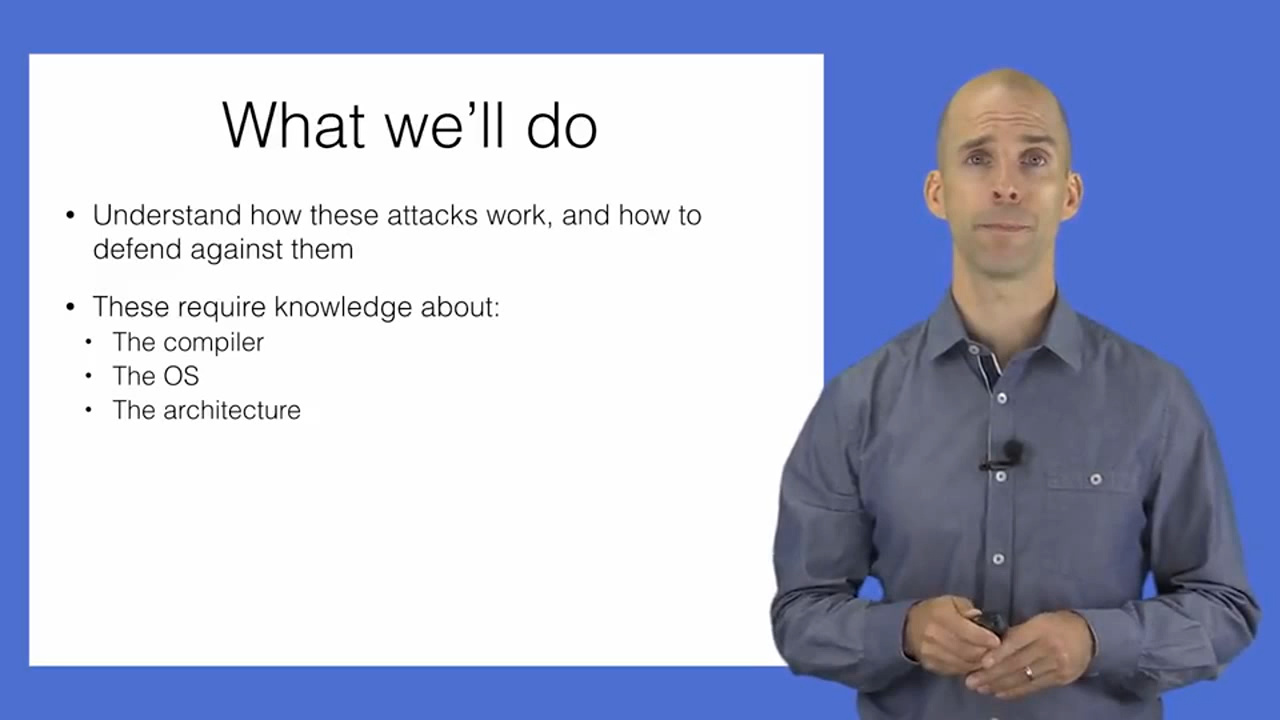 What we’ll do
• Understand how these attacks work, and how to
defend against them
• These require knowledge about:
• The compiler
• The OS
• The architecture